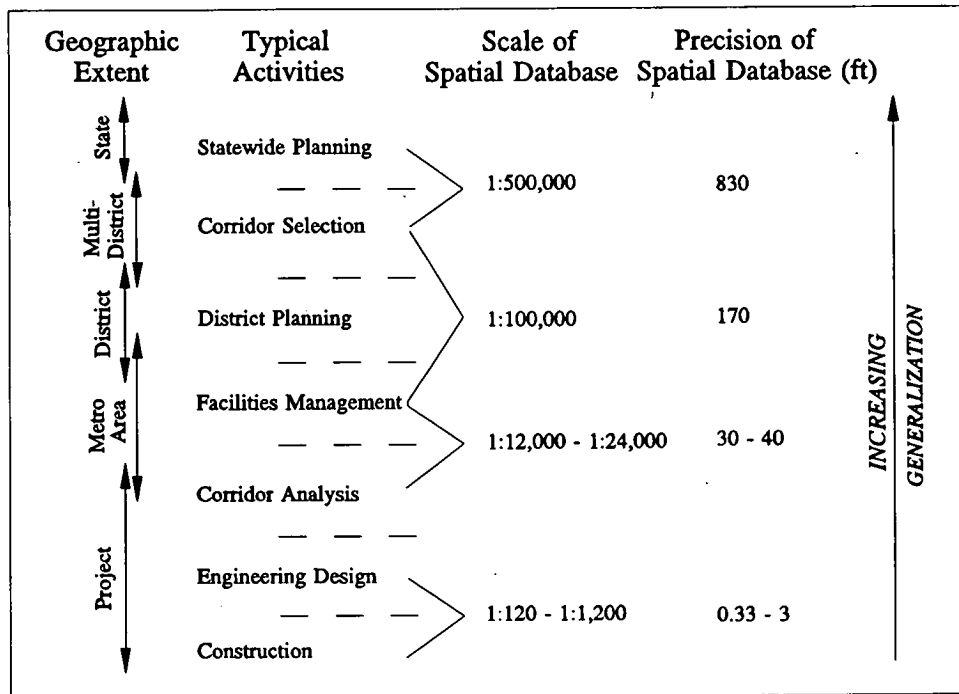 Geographic Extent
Typical Activities
Scale of Spatial Database
Precision of Spatial Database (ft)
State
Statewide Planning
1:500,000
830
Multi-District
Corridor Selection
District
District Planning
1:100,000
170
Metro Area
Facilities Management
1:12,000 - 1:24,000
30 - 40
Corridor Analysis
Project
Engineering Design
1:120 - 1:1,200
0.33 - 3
Construction
INCREASING
GENERALIZATION